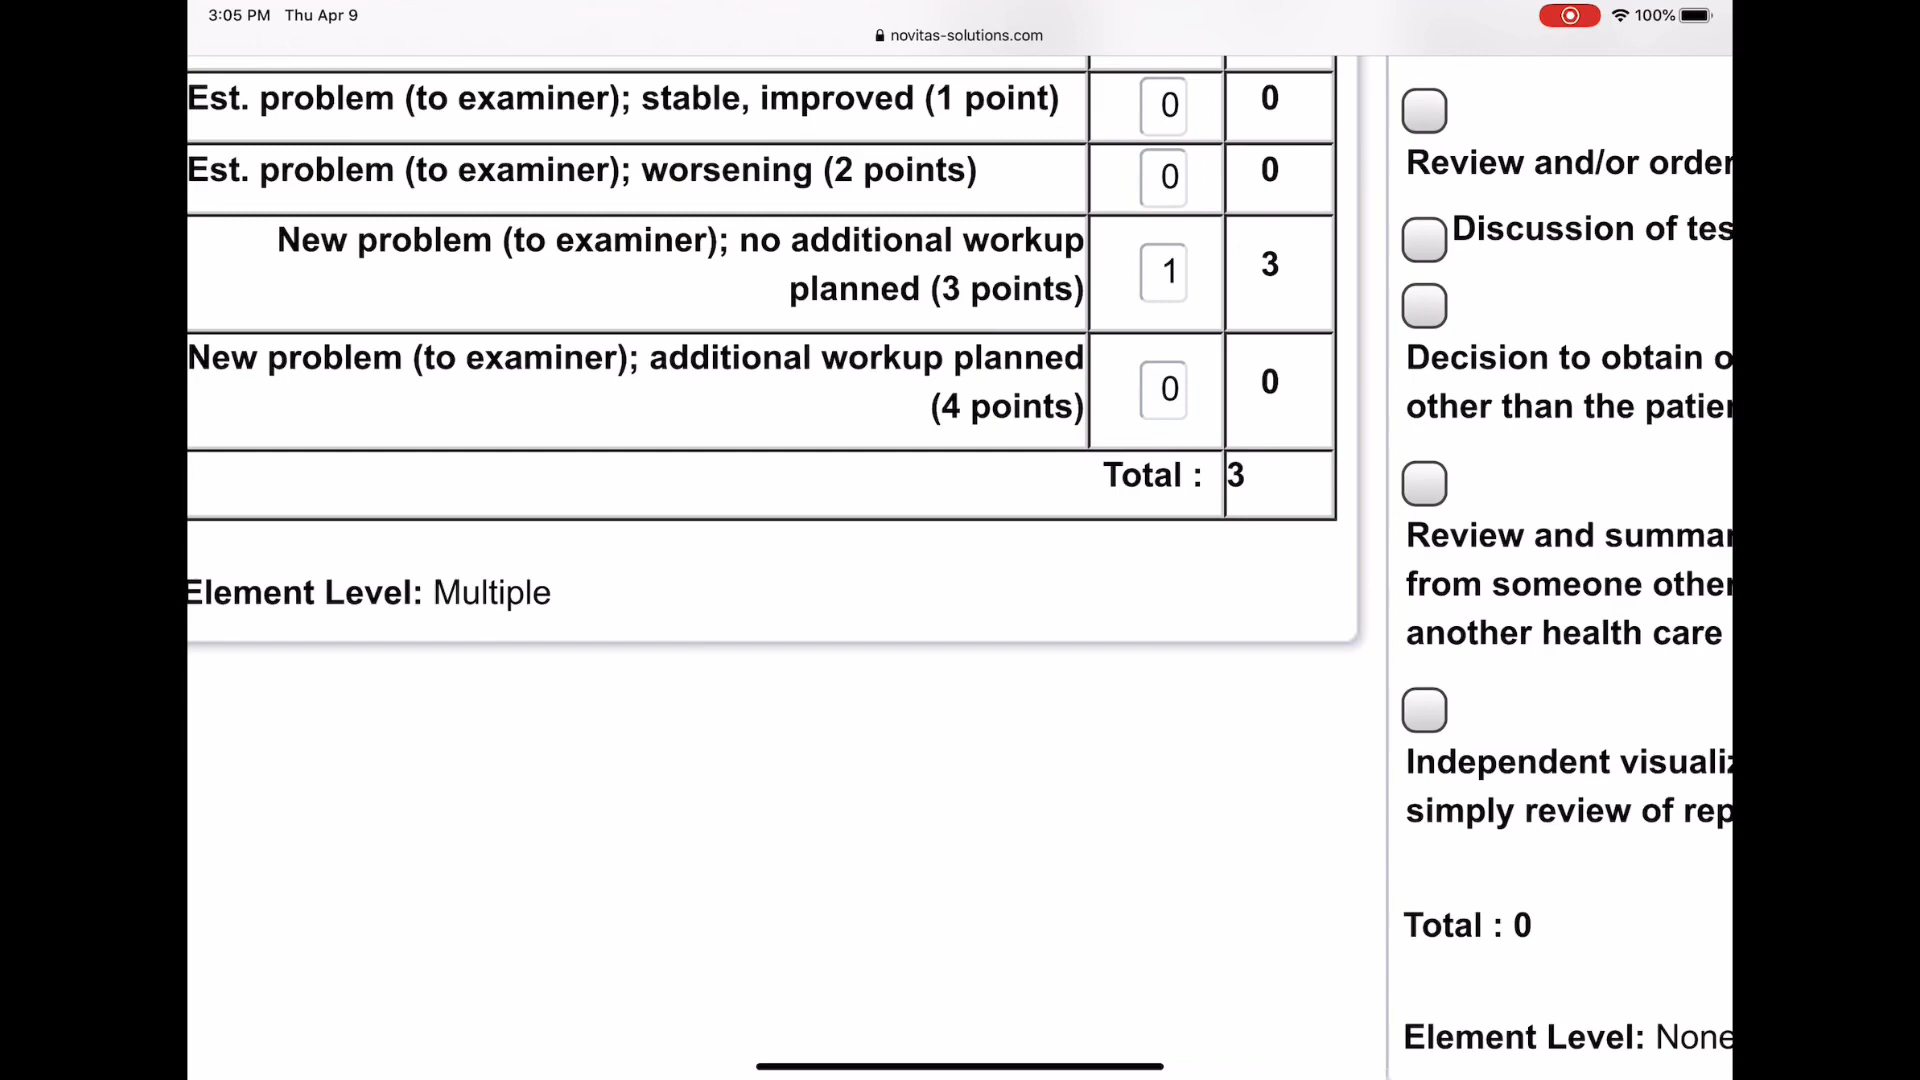 3:05 PM Thu Apr 9
100%
novitas-solutions.com
Est. problem (to examiner); stable, improved (1 point) 0 0
Est. problem (to examiner); worsening (2 points) 0 0
New problem (to examiner); no additional workup
planned (3 points) 1 3
New problem (to examiner); additional workup planned
(4 points) 0 0
Total : 3
Element Level: Multiple
Review and/or order
Discussion of tes
Decision to obtain o
other than the patier
Review and summar
from someone other
another health care
Independent visualiz
simply review of rep
Total : 0
Element Level: None